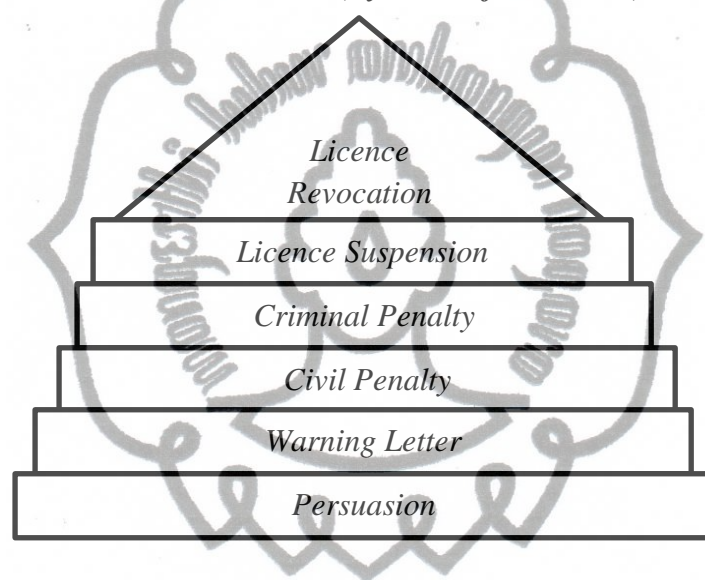 Licence
Revocation
Licence Suspension
Criminal Penalty
Civil Penalty
Warning Letter
Persuasion